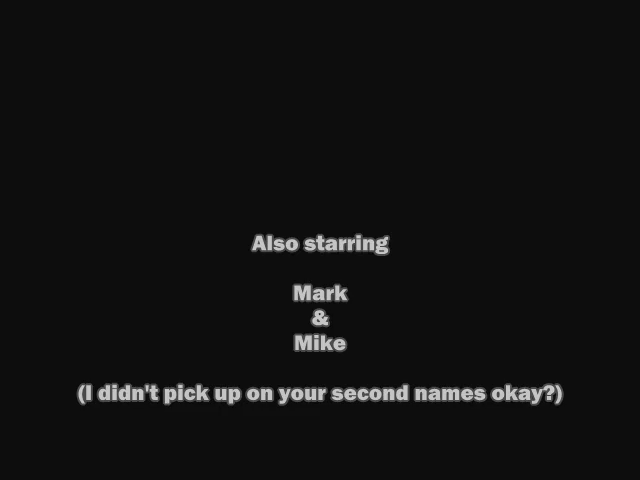 Also starring
Mark
&
Mike
(I didn't pick up on your second names okay?)